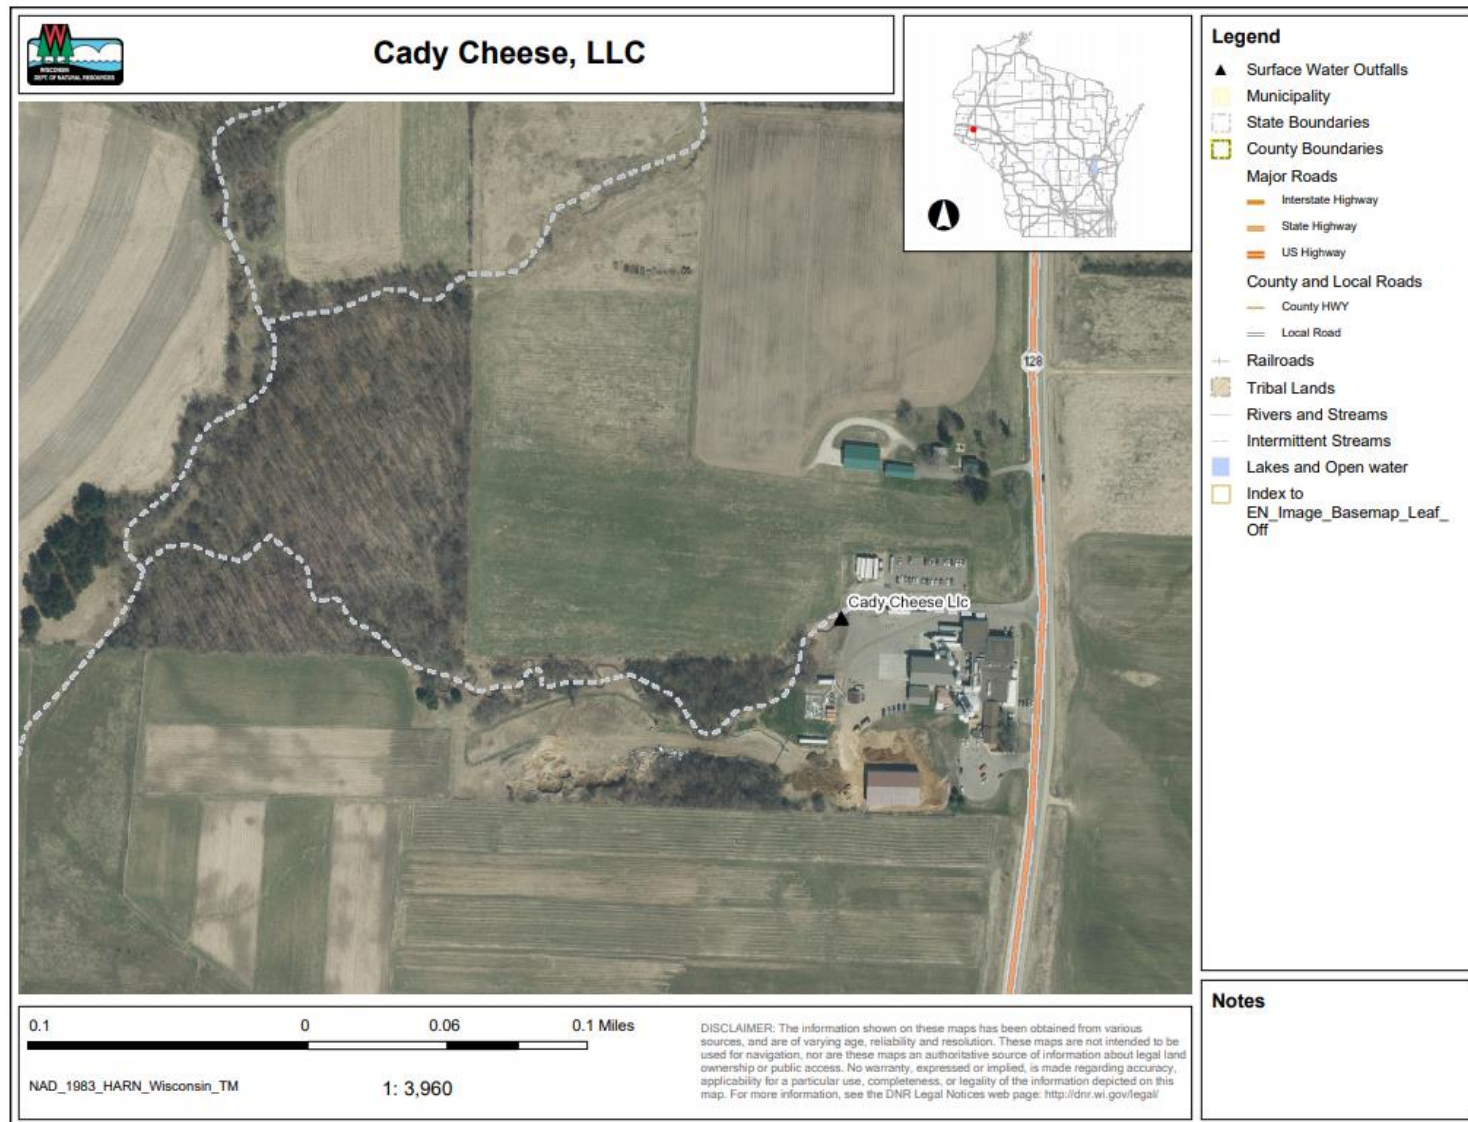 WISCONSIN
DEPT. OF NATURAL RESOURCES
Cady Cheese, LLC
128
Cady Cheese Llc
Legend
Surface Water Outfalls
Municipality
State Boundaries
County Boundaries
Major Roads
Interstate Highway
State Highway
US Highway
County and Local Roads
County HWY
Local Road
Railroads
Tribal Lands
Rivers and Streams
Intermittent Streams
Lakes and Open water
Index to
EN_Image_Basemap_Leaf_
Off
Notes
0.1
0
0.06
0.1 Miles
NAD_1983_HARN_Wisconsin_TM
1: 3,960
DISCLAIMER: The information shown on these maps has been obtained from various
sources, and are of varying age, reliability and resolution. These maps are not intended to be
used for navigation, nor are these maps an authoritative source of information about legal land
ownership or public access. No warranty, expressed or implied, is made regarding accuracy,
applicability for a particular use, completeness, or legality of the information depicted on this
map. For more information, see the DNR Legal Notices web page: http://dnr.wi.gov/legal/